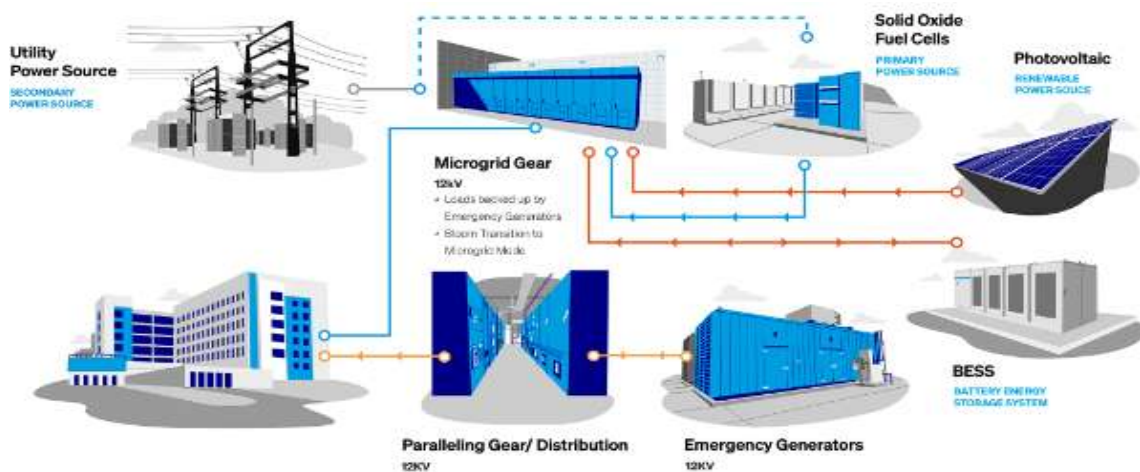 Utility
Power Source
SECONDARY
POWER SOURCE
Solid Oxide
Fuel Cells
PRIMARY
POWER SOURCE
Photovoltaic
RENEWABLE
POWER SOUCE
Microgrid Gear
12kV
• Loads backed up by
Emergency Generators
• Bloom Transition to
Microgrid Mode
BESS
BATTERY ENERGY
STORAGE SYSTEM
Paralleling Gear/ Distribution
12KV
Emergency Generators
12KV